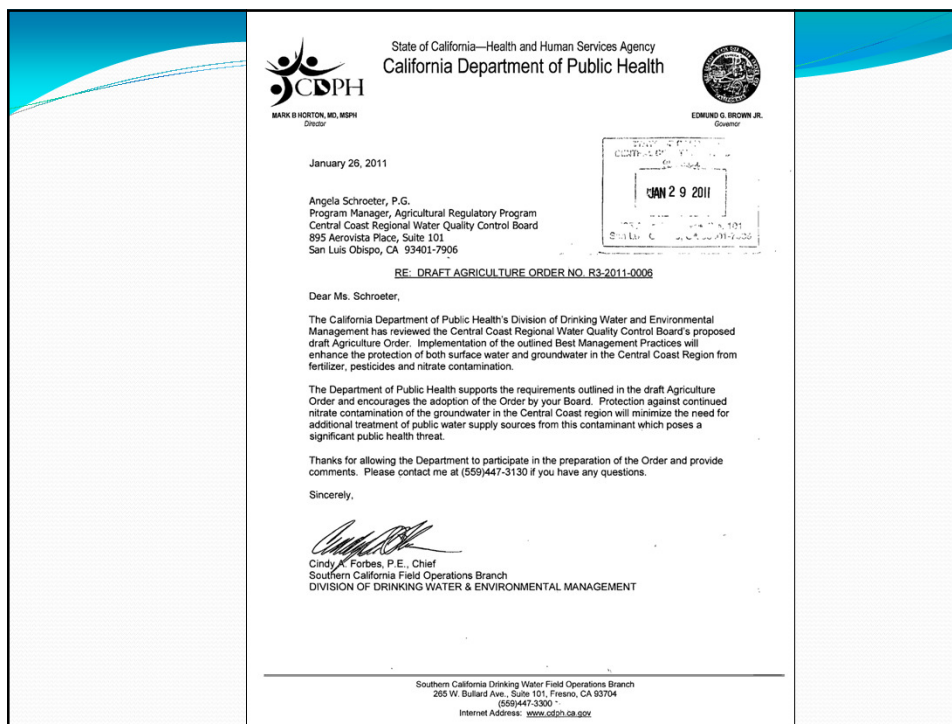 State of California—Health and Human Services Agency
California Department of Public Health
CDPH
MARK B HORTON, MD, MSPH
Director
EDMUND G. BROWN JR.
Governor
January 26, 2011
JAN 29 2011
101
Angela Schroeter, P.G.
Program Manager, Agricultural Regulatory Program
Central Coast Regional Water Quality Control Board
895 Aerovista Place, Suite 101
San Luis Obispo, CA 93401-7906
RE: DRAFT AGRICULTURE ORDER NO. R3-2011-0006
Dear Ms. Schroeter,
The California Department of Public Health's Division of Drinking Water and Environmental
Management has reviewed the Central Coast Regional Water Quality Control Board's proposed
draft Agriculture Order. Implementation of the outlined Best Management Practices will
enhance the protection of both surface water and groundwater in the Central Coast Region from
fertilizer, pesticides and nitrate contamination.
The Department of Public Health supports the requirements outlined in the draft Agriculture
Order and encourages the adoption of the Order by your Board. Protection against continued
nitrate contamination of the groundwater in the Central Coast region will minimize the need for
additional treatment of public water supply sources from this contaminant which poses a
significant public health threat.
Thanks for allowing the Department to participate in the preparation of the Order and provide
comments. Please contact me at (559)447-3130 if you have any questions.
Sincerely,
Cindy A. Forbes, P.E., Chief
Southern California Field Operations Branch
DIVISION OF DRINKING WATER & ENVIRONMENTAL MANAGEMENT
Southern California Drinking Water Field Operations Branch
265 W. Bullard Ave., Suite 101, Fresno, CA 93704
(559)447-3300
Internet Address: www.cdph.ca.gov